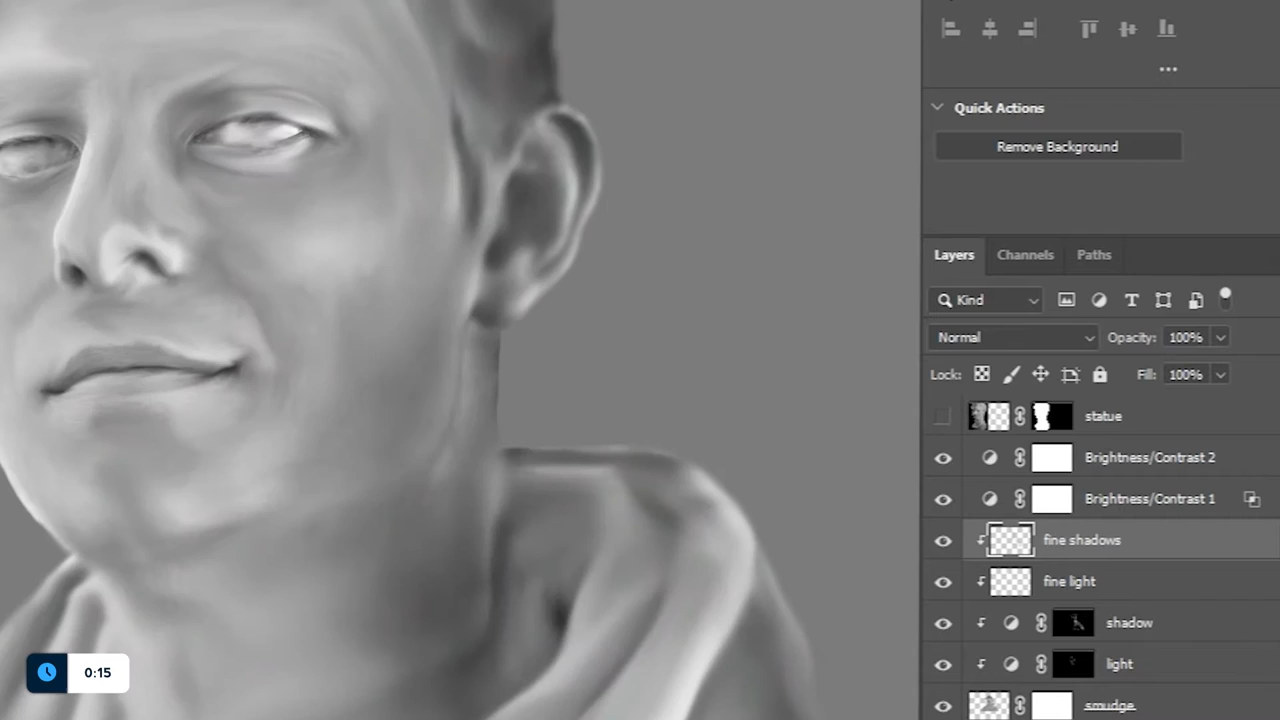 Quick Actions
Remove Background
Layers Channels Paths
Kind
Normal Opacity: 100%
Lock: Fill: 100%
statue
Brightness/Contrast 2
Brightness/Contrast 1
fine shadows
fine light
shadow
light
smudge
0:15